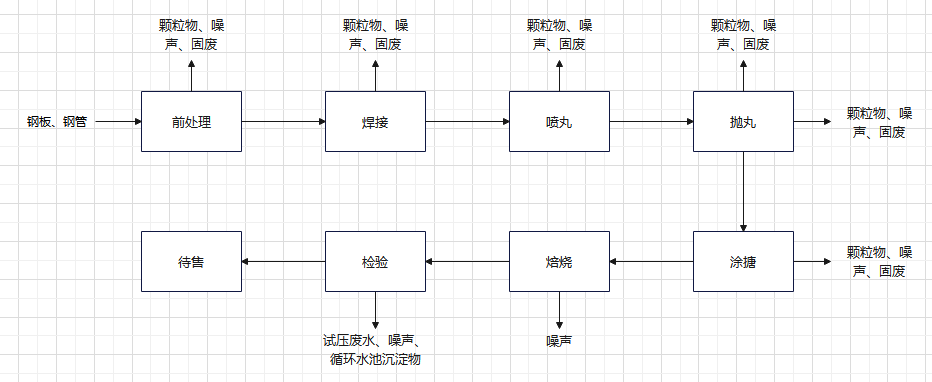 颗粒物、噪
声、固废
颗粒物、噪
声、固废
颗粒物、噪
声、固废
颗粒物、噪
声、固废
钢板、钢管
前处理
焊接
喷丸
抛丸
颗粒物、噪
声、固废
待售
检验
焙烧
涂搪
颗粒物、噪
声、固废
试压废水、噪声、
循环水池沉淀物
噪声